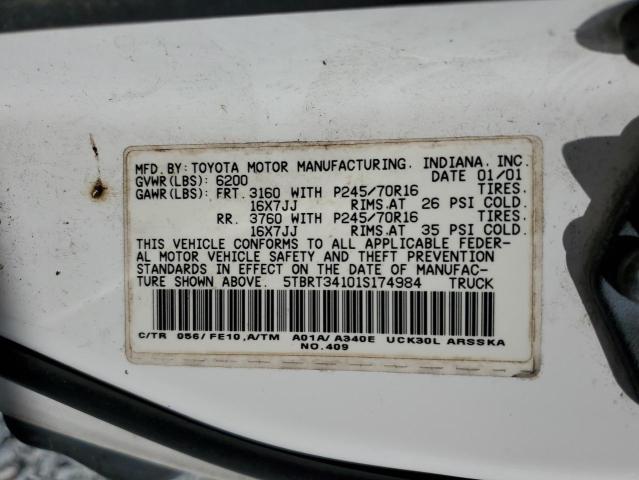 MFD.BY:TOYOTA MOTOR MANUFACTURING, INDIANA, INC.
GVWR(LBS): 6200 DATE 01/01
GAWR(LBS): FRT. 3160 WITH P245/70R16 TIRES.
16X7JJ RIMS.AT 26 PSI COLD.
RR. 3760 WITH P245/70R16 TIRES.
16X7JJ RIMS.AT 35 PSI COLD.
THIS VEHICLE CONFORMS TO ALL APPLICABLE FEDER-
AL MOTOR VEHICLE SAFETY AND THEFT PREVENTION
STANDARDS IN EFFECT ON THE DATE OF MANUFAC-
TURE SHOWN ABOVE. 5TBRT34101S174984 TRUCK
C/TR 056/FE10,A/TM A01A/A340E UCK30L ARSSKA
NO.409